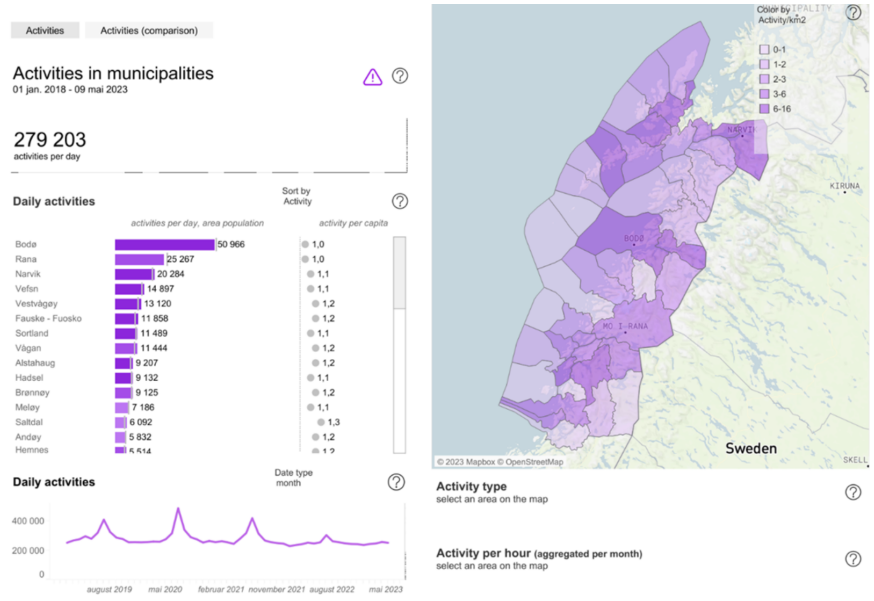 Activities
Activities (comparison)
Activities in municipalities
01 jan. 2018 - 09 mai 2023
279 203
activities per day
Daily activities
Sort by
Activity
activities per day, area population
activity per capita
Bodø 50 966 1,0
Rana 25 267 1,0
Narvik 20 284 1,1
Vefsn 14 897 1,1
Vestvågøy 13 120 1,2
Fauske - Fuosko 11 858 1,2
Sortland 11 489 1,1
Vågan 11 444 1,2
Alstahaug 9 207 1,2
Hadsel 9 132 1,1
Brønnøy 9 125 1,2
Meløy 7 186 1,1
Saltdal 6 092 1,3
Andøy 5 832 1,2
Hemnes 5 514 1,2
Daily activities
Date type
month
400 000
200 000
0
august 2019
mai 2020
februar 2021
november 2021
august 2022
mai 2023
Color by
Activity/km2
0-1
1-2
2-3
3-6
6-16
NARVI
KIRUNA
BODØ
MO I RANA
Sweden
SKELL
© 2023 Mapbox © OpenStreetMap
Activity type
select an area on the map
Activity per hour (aggregated per month)
select an area on the map